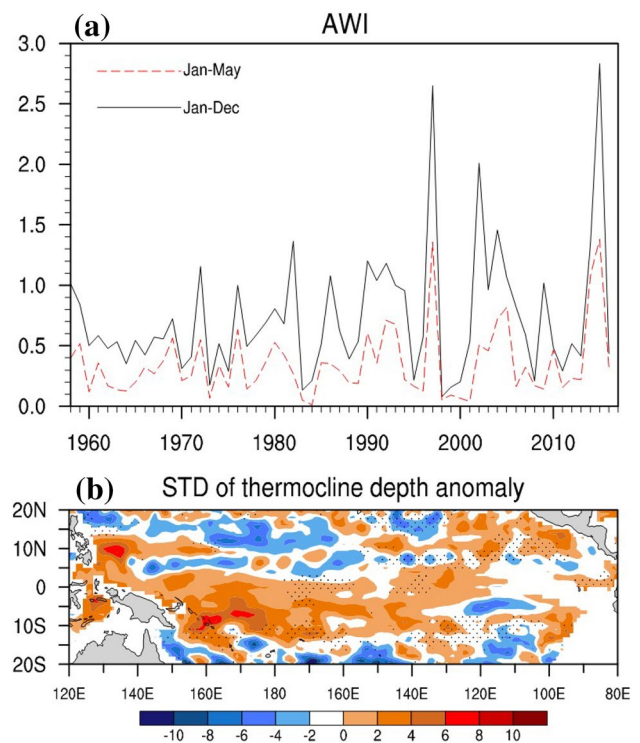 (a) AWI
3.0
2.5
2.0
1.5
1.0
0.5
0.0
Jan-May
Jan-Dec
1960 1970 1980 1990 2000 2010
(b) STD of thermocline depth anomaly
20N
10N
0
10S
20S
120E 140E 160E 180E 160E 140E 120E 100E 80E
-10 -8 -6 -4 -2 0 2 4 6 8 10